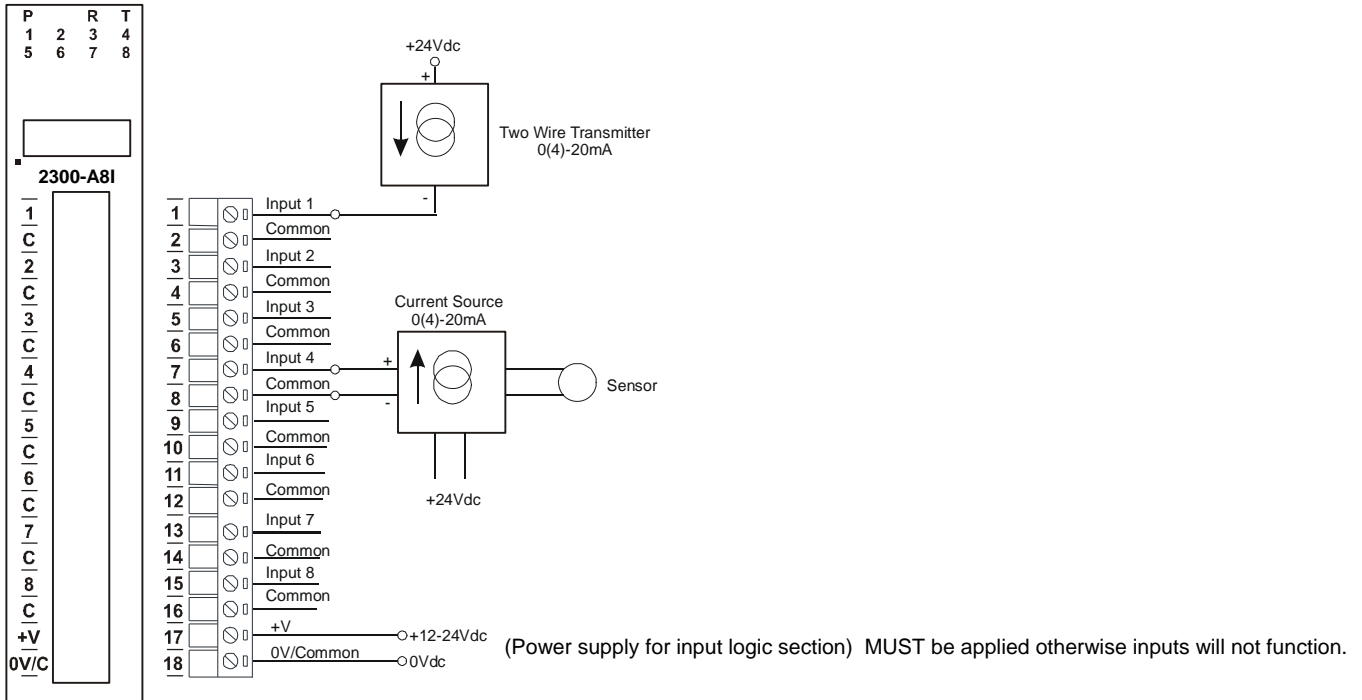 P R T
1 2 3 4
5 6 7 8
2300-A8I
1
C
2
C
3
C
4
C
5
C
6
C
7
C
8
C
+V
0V/C
+24Vdc
+
Two Wire Transmitter
0(4)-20mA
-
1 Input 1
2 Common
3 Input 2
4 Common
5 Input 3
6 Common
7 Input 4
8 Common
9 Input 5
10 Common
11 Input 6
12 Common
13 Input 7
14 Common
15 Input 8
16 Common
17 +V +12-24Vdc
18 0V/Common 0Vdc
Current Source
0(4)-20mA
+
-
Sensor
+24Vdc
(Power supply for input logic section) MUST be applied otherwise inputs will not function.